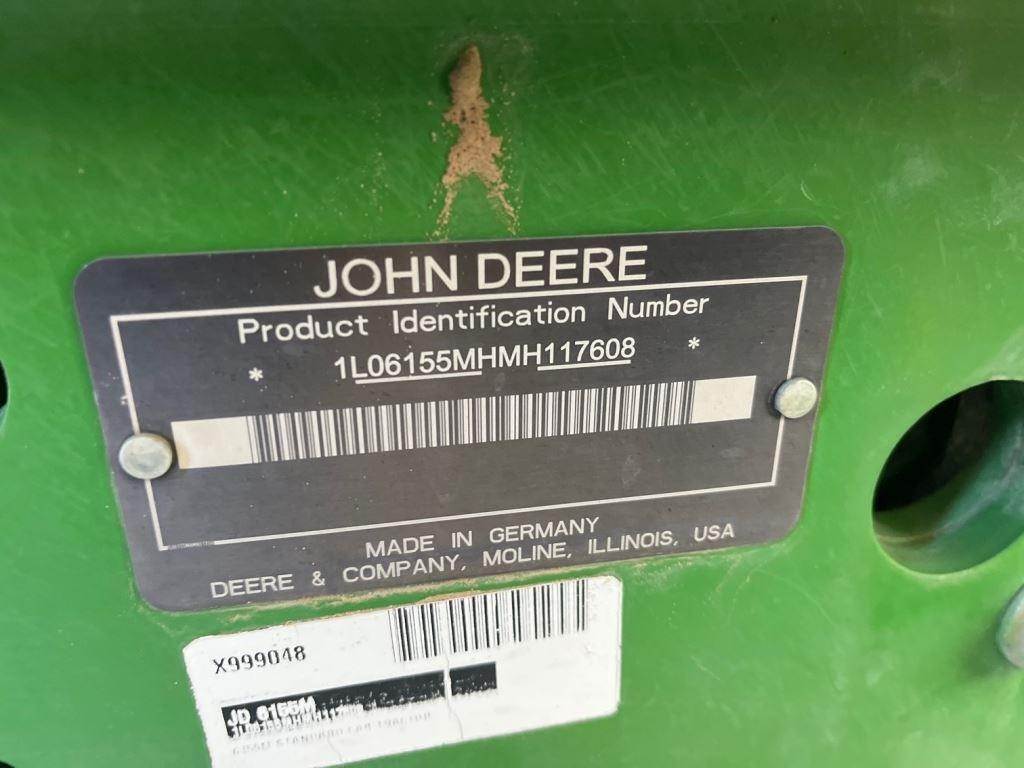 JOHN DEERE
Product Identification Number
* 1L06155MHMH117608 *
MADE IN GERMANY
DEERE & COMPANY, MOLINE, ILLINOIS, USA
X999048
JD 6155M